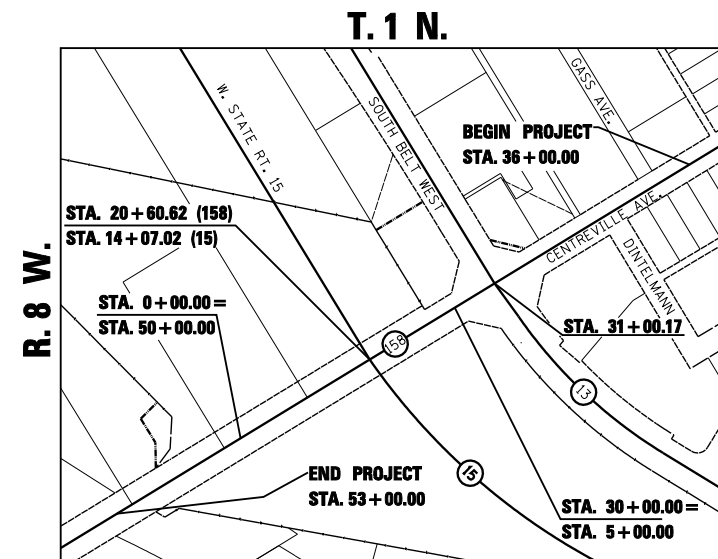 T. 1 N.
R. 8 W.
W. STATE RT. 15
SOUTH BELT WEST
GASS AVE.
BEGIN PROJECT
STA. 36+00.00
CENTREVILLE AVE.
DINTELMANN
STA. 20+60.62 (158)
STA. 14+07.02 (15)
STA. 0+00.00=
STA. 50+00.00
158
STA. 31+00.17
13
15
END PROJECT
STA. 53+00.00
STA. 30+00.00=
STA. 5+00.00